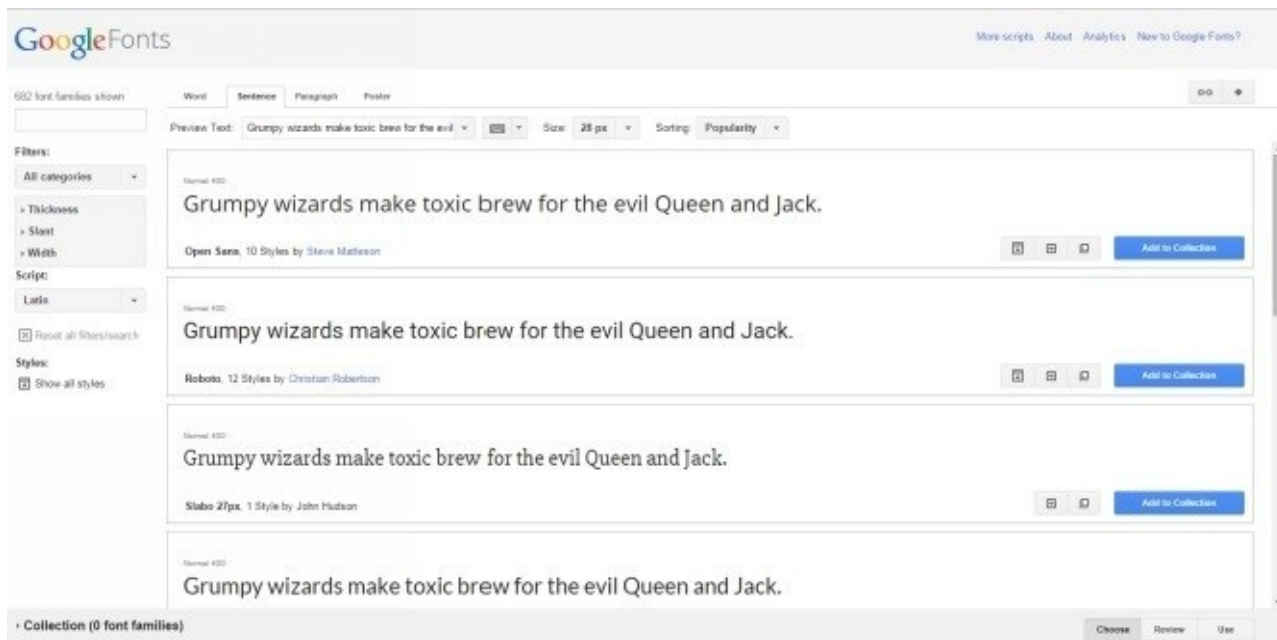 GoogleFonts
More scripts About Analytics New to Google Fonts?
682 font families shown
Word Sentence Paragraph Poster
Preview Text: Grumpy wizards make toxic brew for the evil Size: 28 px Sorting: Popularity
Filters:
All categories
Thickness
Slant
Width
Script:
Latin
Reset all filters/search
Styles:
Show all styles
Normal 400
Grumpy wizards make toxic brew for the evil Queen and Jack.
Open Sans, 10 Styles by Steve Matteson
Add to Collection
Normal 400
Grumpy wizards make toxic brew for the evil Queen and Jack.
Roboto, 12 Styles by Christian Robertson
Add to Collection
Normal 400
Grumpy wizards make toxic brew for the evil Queen and Jack.
Slabo 27px, 1 Style by John Hudson
Add to Collection
Normal 400
Grumpy wizards make toxic brew for the evil Queen and Jack.
Collection (0 font families)
Choose Review Use